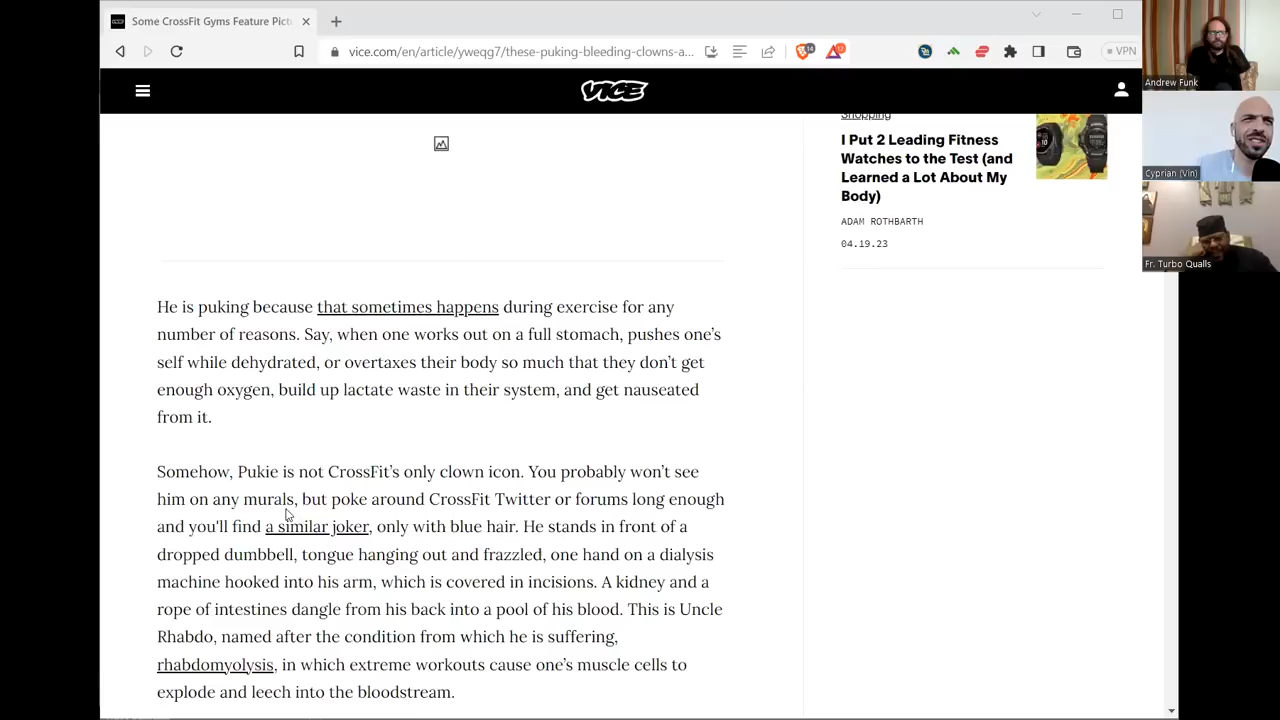 Some CrossFit Gyms Feature Pict
vice.com/en/article/yweqg7/these-puking-bleeding-clowns-a...
14
12
VPN
VICE
Shopping
I Put 2 Leading Fitness
Watches to the Test (and
Learned a Lot About My
Body)
ADAM ROTHBARTH
04.19.23
He is puking because that sometimes happens during exercise for any
number of reasons. Say, when one works out on a full stomach, pushes one’s
self while dehydrated, or overtaxes their body so much that they don’t get
enough oxygen, build up lactate waste in their system, and get nauseated
from it.
Somehow, Pukie is not CrossFit’s only clown icon. You probably won’t see
him on any murals, but poke around CrossFit Twitter or forums long enough
and you'll find a similar joker, only with blue hair. He stands in front of a
dropped dumbbell, tongue hanging out and frazzled, one hand on a dialysis
machine hooked into his arm, which is covered in incisions. A kidney and a
rope of intestines dangle from his back into a pool of his blood. This is Uncle
Rhabdo, named after the condition from which he is suffering,
rhabdomyolysis, in which extreme workouts cause one’s muscle cells to
explode and leech into the bloodstream.
Andrew Funk
Cyprian (Vin)
Fr. Turbo Qualls